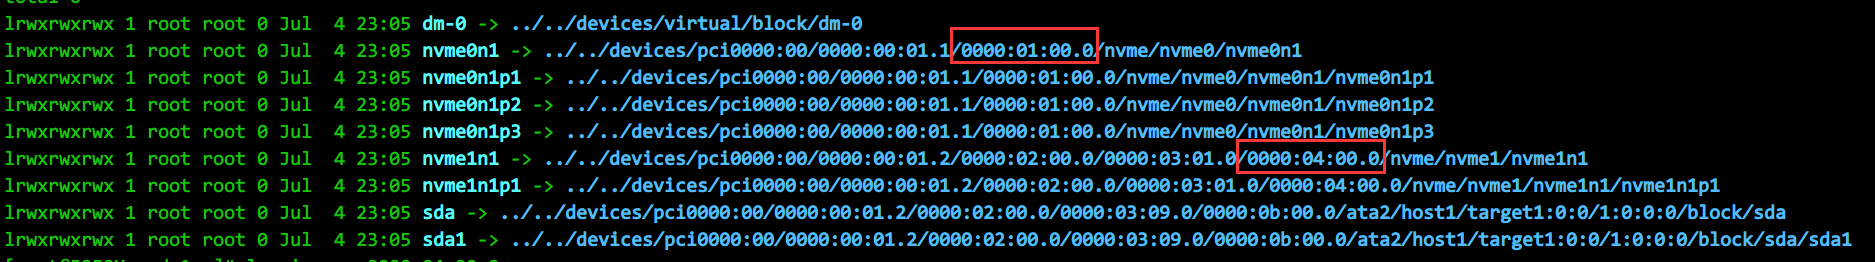 total 0
lrwxrwxrwx 1 root root 0 Jul  4 23:05 dm-0 -> ../../devices/virtual/block/dm-0
lrwxrwxrwx 1 root root 0 Jul  4 23:05 nvme0n1 -> ../../devices/pci0000:00/0000:00:01.1/0000:01:00.0/nvme/nvme0/nvme0n1
lrwxrwxrwx 1 root root 0 Jul  4 23:05 nvme0n1p1 -> ../../devices/pci0000:00/0000:00:01.1/0000:01:00.0/nvme/nvme0/nvme0n1/nvme0n1p1
lrwxrwxrwx 1 root root 0 Jul  4 23:05 nvme0n1p2 -> ../../devices/pci0000:00/0000:00:01.1/0000:01:00.0/nvme/nvme0/nvme0n1/nvme0n1p2
lrwxrwxrwx 1 root root 0 Jul  4 23:05 nvme0n1p3 -> ../../devices/pci0000:00/0000:00:01.1/0000:01:00.0/nvme/nvme0/nvme0n1/nvme0n1p3
lrwxrwxrwx 1 root root 0 Jul  4 23:05 nvme1n1 -> ../../devices/pci0000:00/0000:00:01.2/0000:02:00.0/0000:03:01.0/0000:04:00.0/nvme/nvme1/nvme1n1
lrwxrwxrwx 1 root root 0 Jul  4 23:05 nvme1n1p1 -> ../../devices/pci0000:00/0000:00:01.2/0000:02:00.0/0000:03:01.0/0000:04:00.0/nvme/nvme1/nvme1n1/nvme1n1p1
lrwxrwxrwx 1 root root 0 Jul  4 23:05 sda -> ../../devices/pci0000:00/0000:00:01.2/0000:02:00.0/0000:03:09.0/0000:0b:00.0/ata2/host1/target1:0:0/1:0:0:0/block/sda
lrwxrwxrwx 1 root root 0 Jul  4 23:05 sda1 -> ../../devices/pci0000:00/0000:00:01.2/0000:02:00.0/0000:03:09.0/0000:0b:00.0/ata2/host1/target1:0:0/1:0:0:0/block/sda/sda1